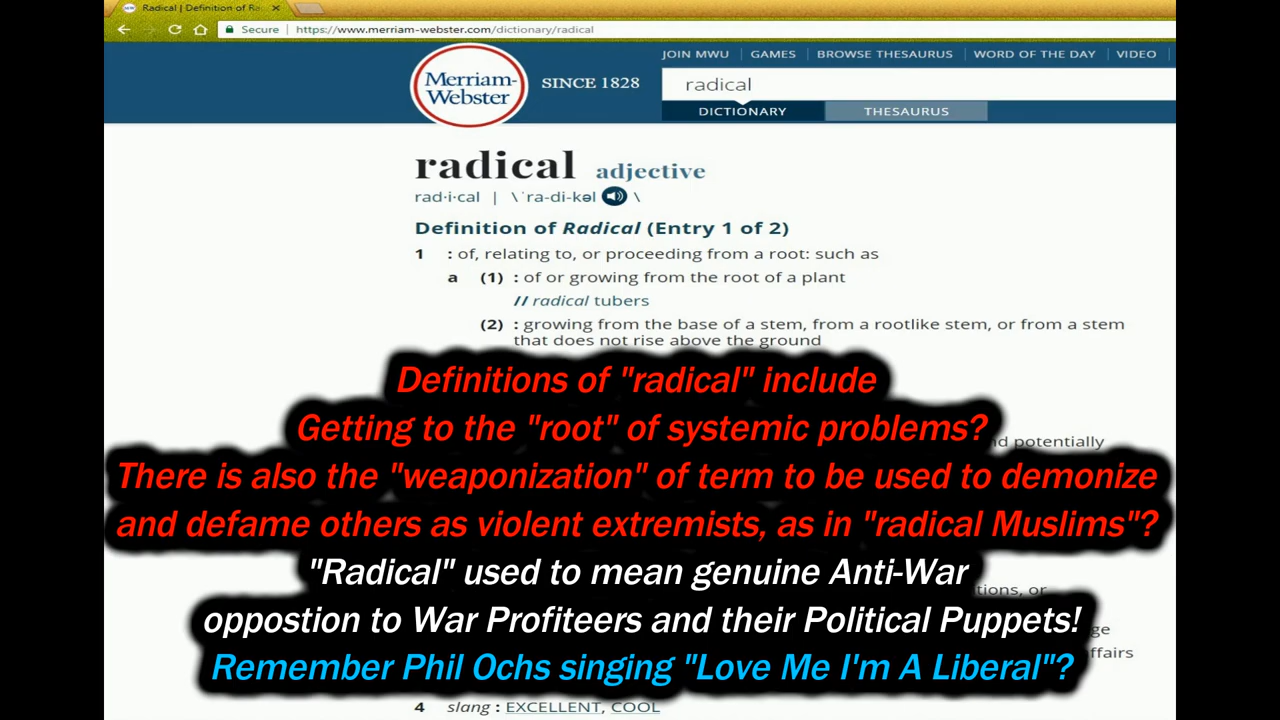 Radical | Definition of Ra
Secure | https://www.merriam-webster.com/dictionary/radical
JOIN MWU | GAMES | BROWSE THESAURUS | WORD OF THE DAY | VIDEO |
Merriam-
Webster
SINCE 1828
radical
DICTIONARY THESAURUS
radical adjective
rad·i·cal | \ ˈra-di-kəl \
Definition of Radical (Entry 1 of 2)
1 : of, relating to, or proceeding from a root: such as
a (1) : of or growing from the root of a plant
// radical tubers
(2) : growing from the base of a stem, from a rootlike stem, or from a stem
that does not rise above the ground
Definitions of "radical" include
Getting to the "root" of systemic problems?
nd potentially
There is also the "weaponization" of term to be used to demonize
and defame others as violent extremists, as in "radical Muslims"?
"Radical" used to mean genuine Anti-War
tions, or
oppostion to War Profiteers and their Political Puppets!
ge
ffairs
Remember Phil Ochs singing "Love Me I'm A Liberal"?
4 slang : EXCELLENT, COOL